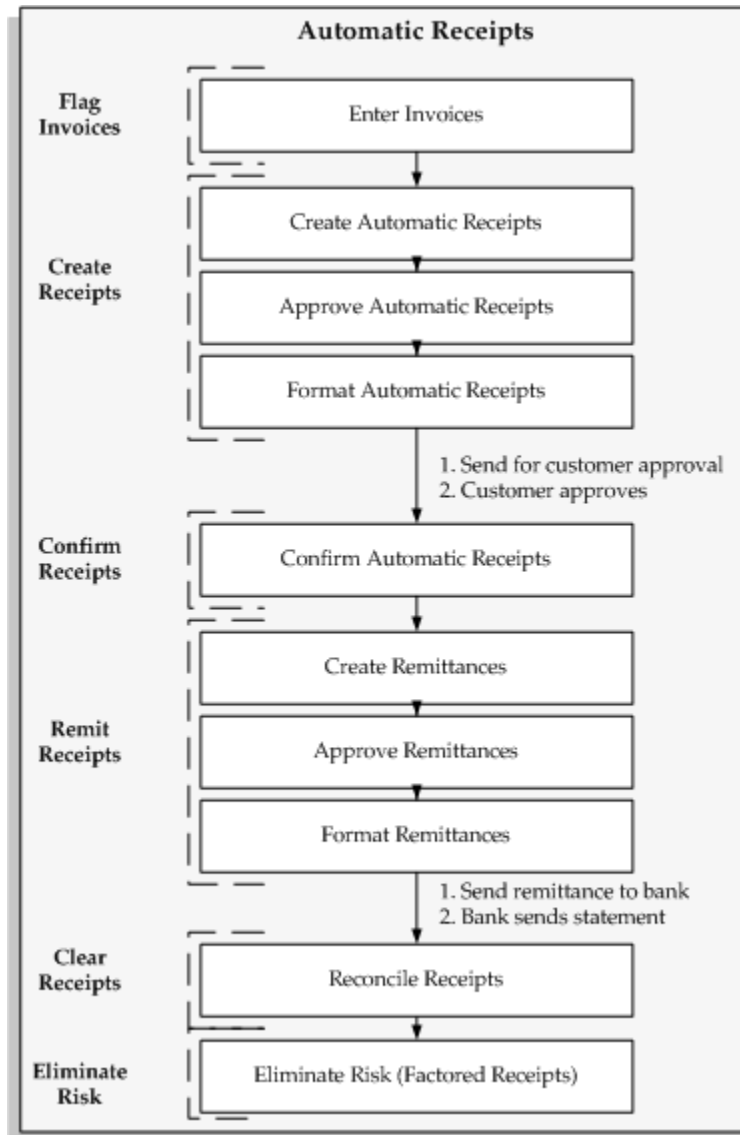 Automatic Receipts
Flag
Invoices
Enter Invoices
Create
Receipts
Create Automatic Receipts
Approve Automatic Receipts
Format Automatic Receipts
1. Send for customer approval
2. Customer approves
Confirm
Receipts
Confirm Automatic Receipts
Remit
Receipts
Create Remittances
Approve Remittances
Format Remittances
1. Send remittance to bank
2. Bank sends statement
Clear
Receipts
Reconcile Receipts
Eliminate
Risk
Eliminate Risk (Factored Receipts)